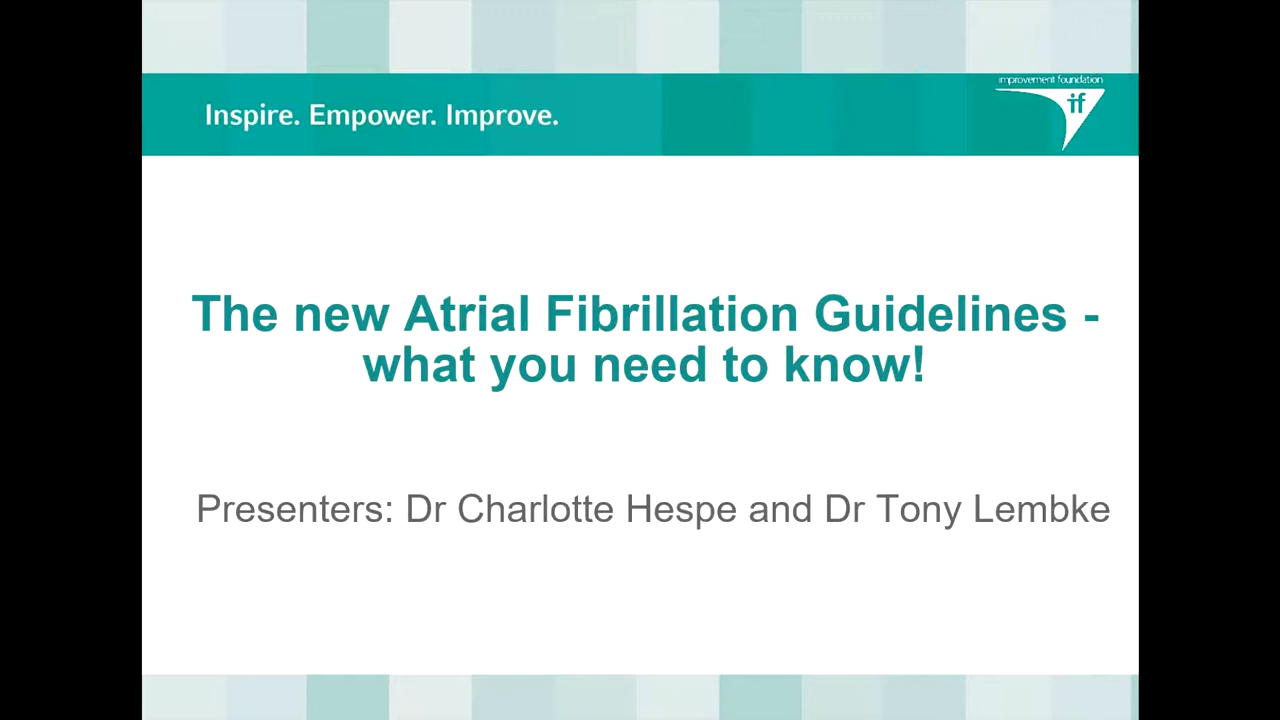 improvement foundation
if
Inspire. Empower. Improve.
The new Atrial Fibrillation Guidelines -
what you need to know!
Presenters: Dr Charlotte Hespe and Dr Tony Lembke